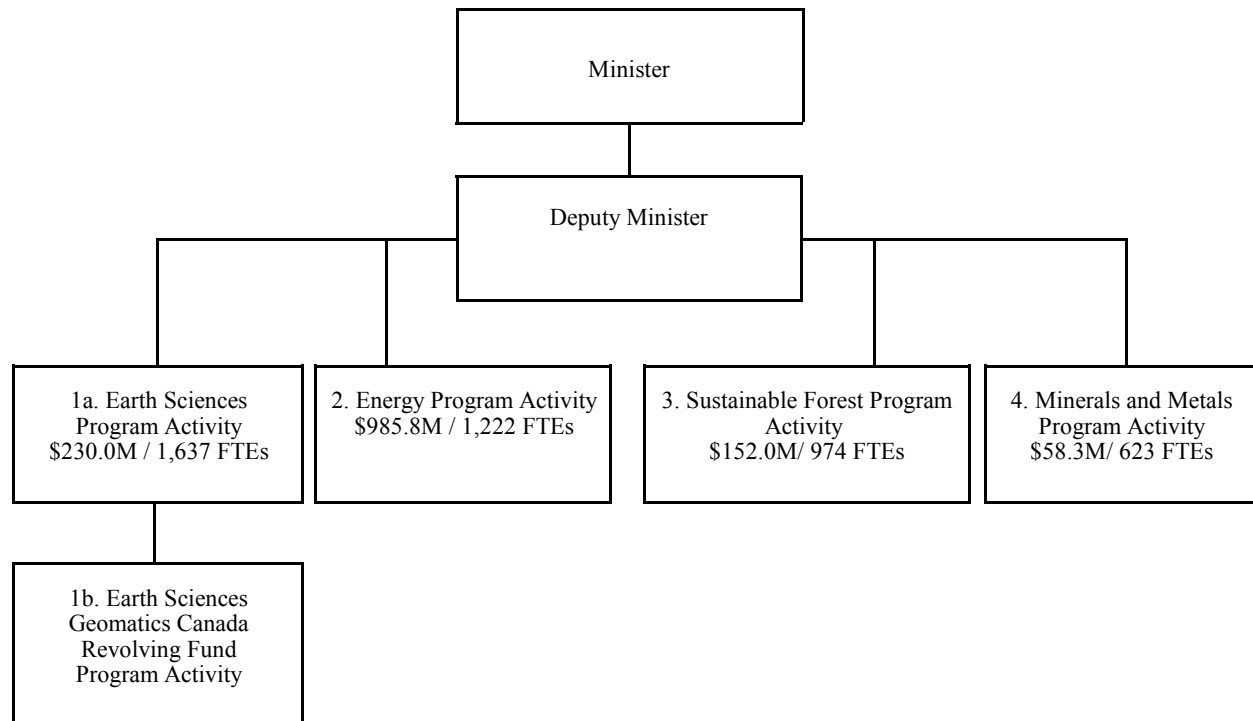 Minister
Deputy Minister
1a. Earth Sciences
Program Activity
$230.0M / 1,637 FTEs
2. Energy Program Activity
$985.8M / 1,222 FTEs
3. Sustainable Forest Program
Activity
$152.0M/ 974 FTEs
4. Minerals and Metals
Program Activity
$58.3M/ 623 FTEs
1b. Earth Sciences
Geomatics Canada
Revolving Fund
Program Activity